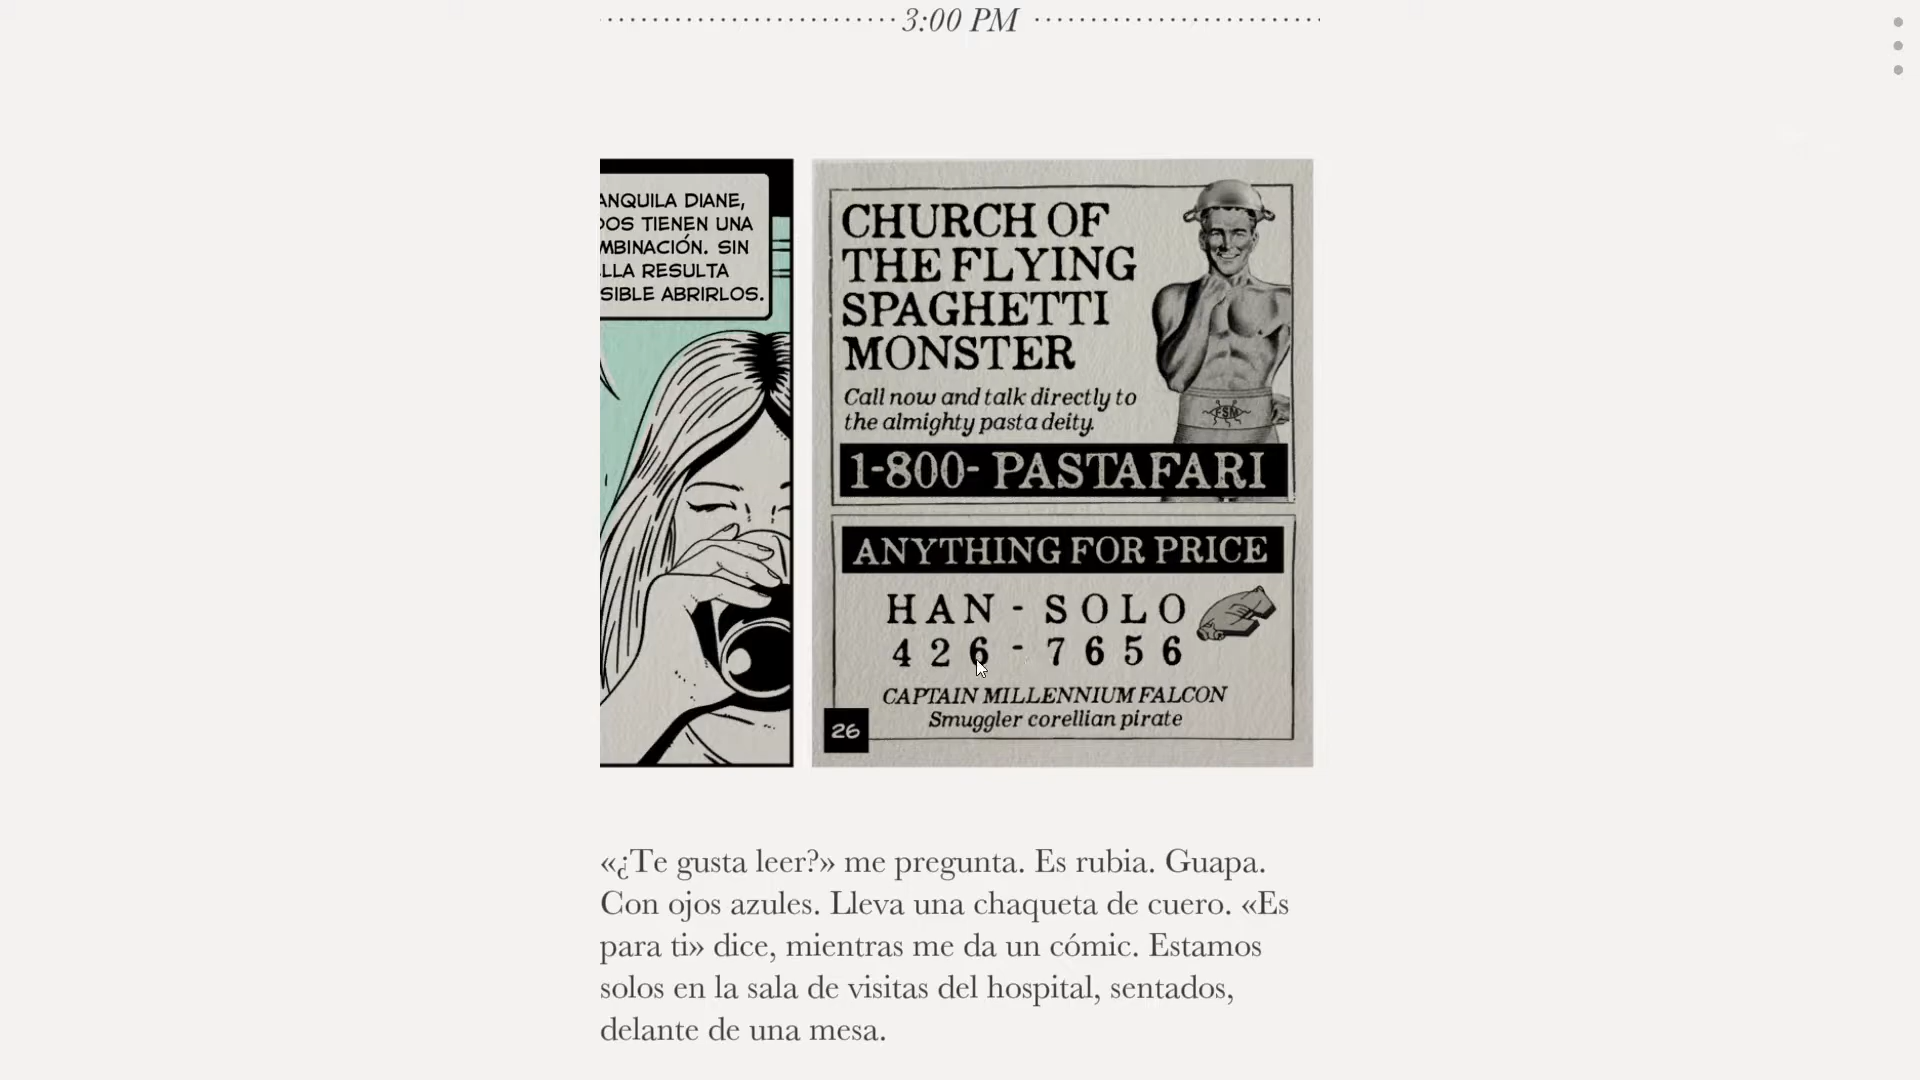 3:00 PM
ANQUILA DIANE,
DOS TIENEN UNA
MBINACIÓN. SIN
LLA RESULTA
SIBLE ABRIRLOS.
CHURCH OF
THE FLYING
SPAGHETTI
MONSTER
Call now and talk directly to
the almighty pasta deity.
FSM
1-800- PASTAFARI
ANYTHING FOR PRICE
HAN - SOLO
426 - 7656
CAPTAIN MILLENNIUM FALCON
Smuggler corellian pirate
26
«¿Te gusta leer?» me pregunta. Es rubia. Guapa.
Con ojos azules. Lleva una chaqueta de cuero. «Es
para ti» dice, mientras me da un cómic. Estamos
solos en la sala de visitas del hospital, sentados,
delante de una mesa.